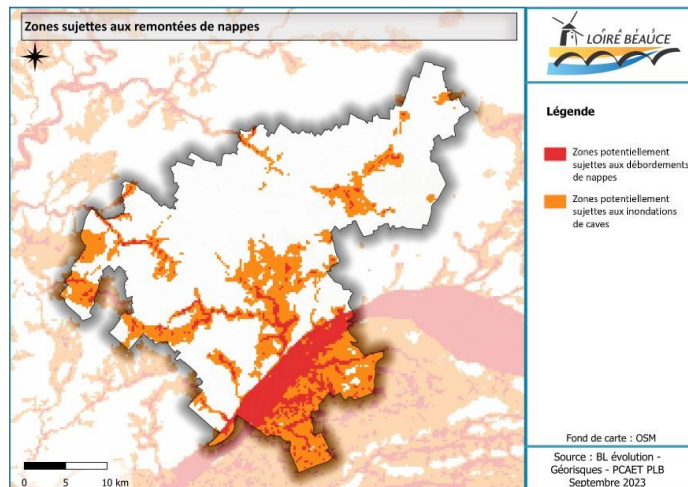 Zones sujettes aux remontées de nappes
PAYS
LOIRE BEAUCE
Légende
Zones potentiellement
sujettes aux débordements
de nappes
Zones potentiellement
sujettes aux inondations
de caves
0 5 10 km
Fond de carte : OSM
Source : BL évolution -
Géorisques - PCAET PLB
Septembre 2023